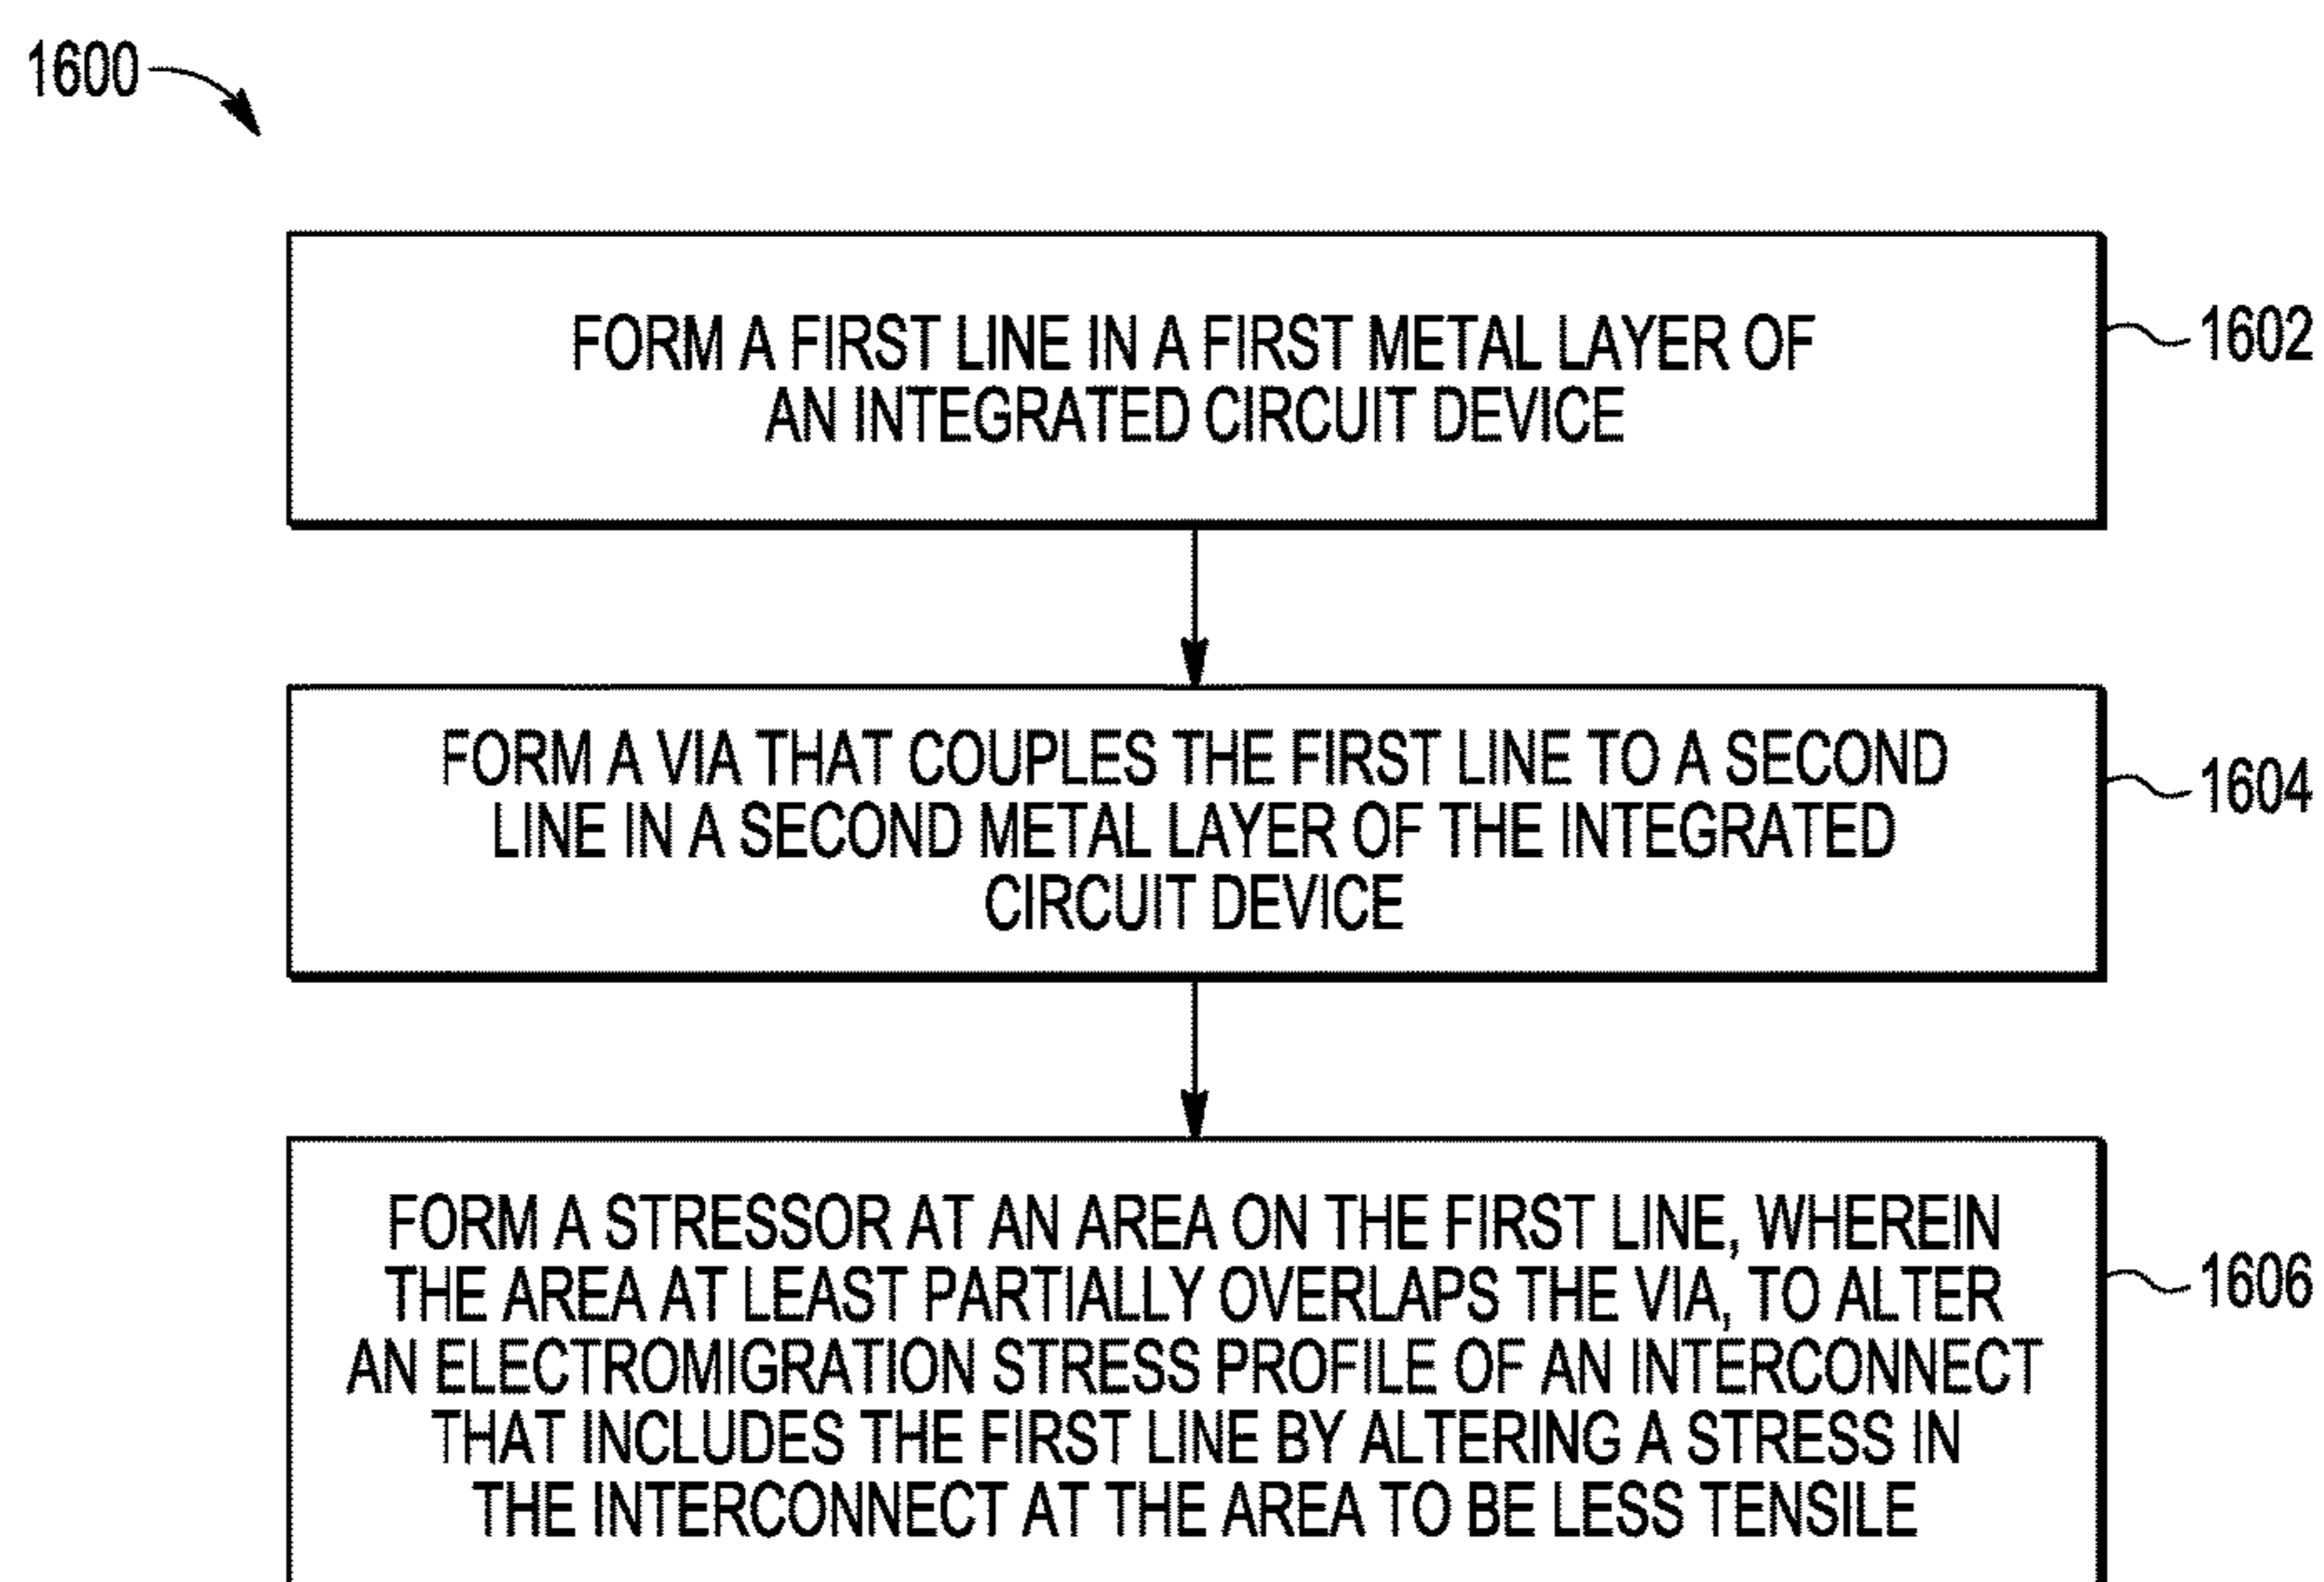 1600
FORM A FIRST LINE IN A FIRST METAL LAYER OF
AN INTEGRATED CIRCUIT DEVICE
1602
FORM A VIA THAT COUPLES THE FIRST LINE TO A SECOND
LINE IN A SECOND METAL LAYER OF THE INTEGRATED
CIRCUIT DEVICE
1604
FORM A STRESSOR AT AN AREA ON THE FIRST LINE, WHEREIN
THE AREA AT LEAST PARTIALLY OVERLAPS THE VIA, TO ALTER
AN ELECTROMIGRATION STRESS PROFILE OF AN INTERCONNECT
THAT INCLUDES THE FIRST LINE BY ALTERING A STRESS IN
THE INTERCONNECT AT THE AREA TO BE LESS TENSILE
1606